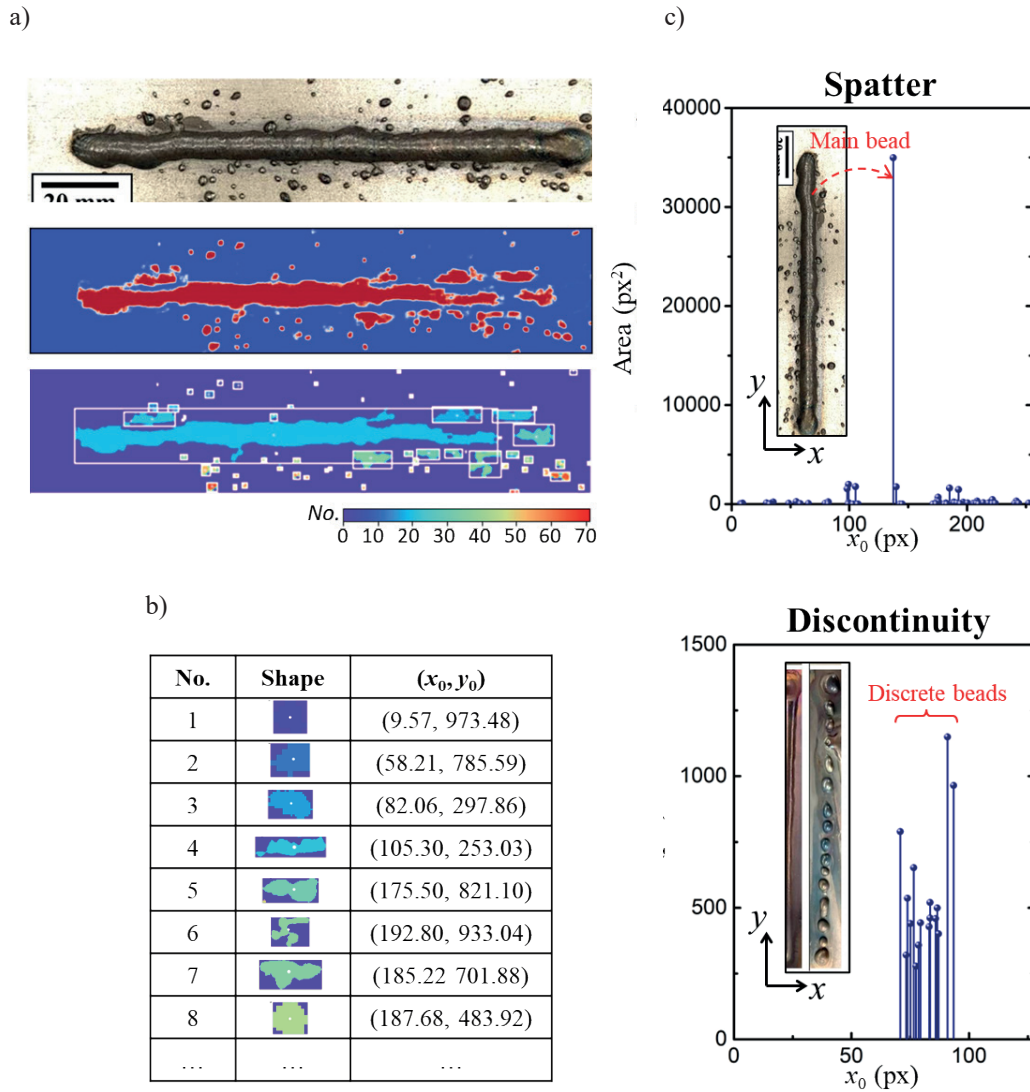 a)
20 mm
No.
0 10 20 30 40 50 60 70
b)
No. Shape (x₀, y₀)
1 (9.57, 973.48)
2 (58.21, 785.59)
3 (82.06, 297.86)
4 (105.30, 253.03)
5 (175.50, 821.10)
6 (192.80, 933.04)
7 (185.22 701.88)
8 (187.68, 483.92)
… … …
c)
Spatter
40000
30000
20000
10000
0
Area (px²)
Main bead
y
x
0 100 200
x₀ (px)
Discontinuity
1500
1000
500
0
Discrete beads
y
x
0 50 100
x₀ (px)